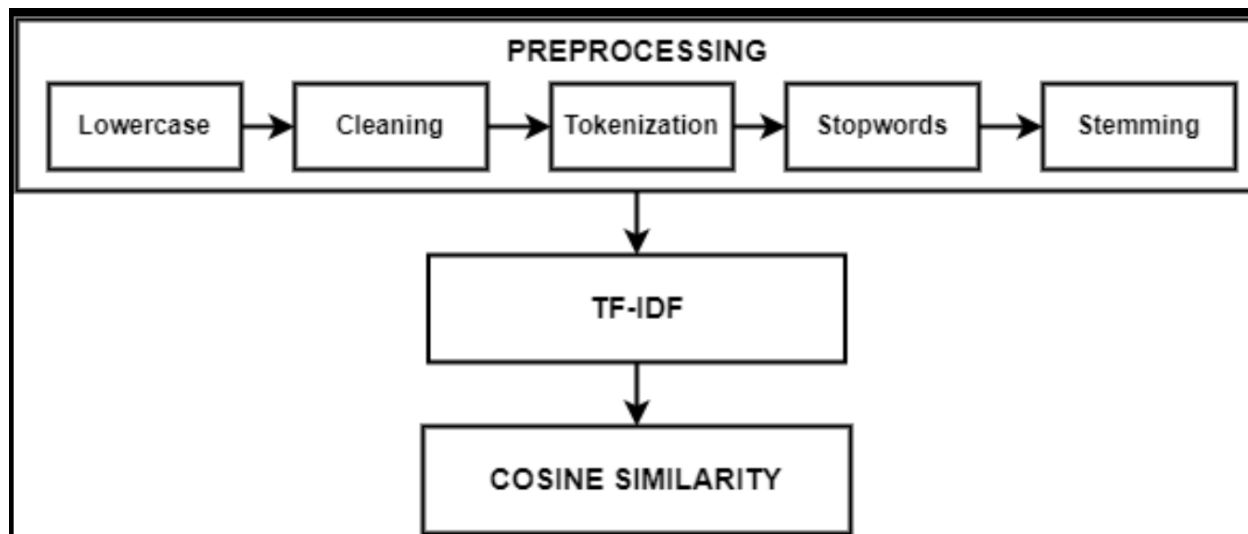 PREPROCESSING
Lowercase
Cleaning
Tokenization
Stopwords
Stemming
TF-IDF
COSINE SIMILARITY